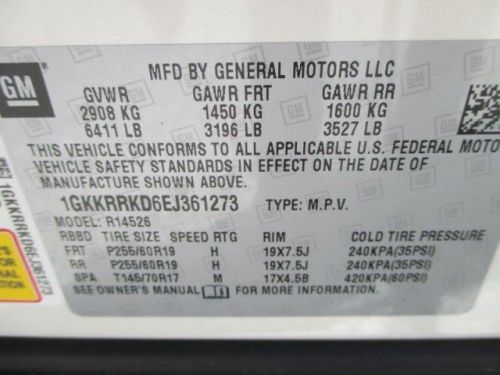 GM
MFD BY GENERAL MOTORS LLC
GVWR GAWR FRT GAWR RR
2908 KG 1450 KG 1600 KG
6411 LB 3196 LB 3527 LB
THIS VEHICLE CONFORMS TO ALL APPLICABLE U.S. FEDERAL MOTO
VEHICLE SAFETY STANDARDS IN EFFECT ON THE DATE OF
MANUFACTURE SHOWN ABOVE.
1GKKRRKD6EJ361273 TYPE: M.P.V.
MODEL: R14526
RBBD TIRE SIZE SPEED RTG RIM COLD TIRE PRESSURE
FRT P255/60R19 H 19X7.5J 240KPA(35PSI)
RR P255/60R19 H 19X7.5J 240KPA(35PSI)
SPA T145/70R17 M 17X4.5B 420KPA(60PSI)
SEE OWNER'S MANUAL FOR MORE INFORMATION.
1GKKRRKD6EJ361273